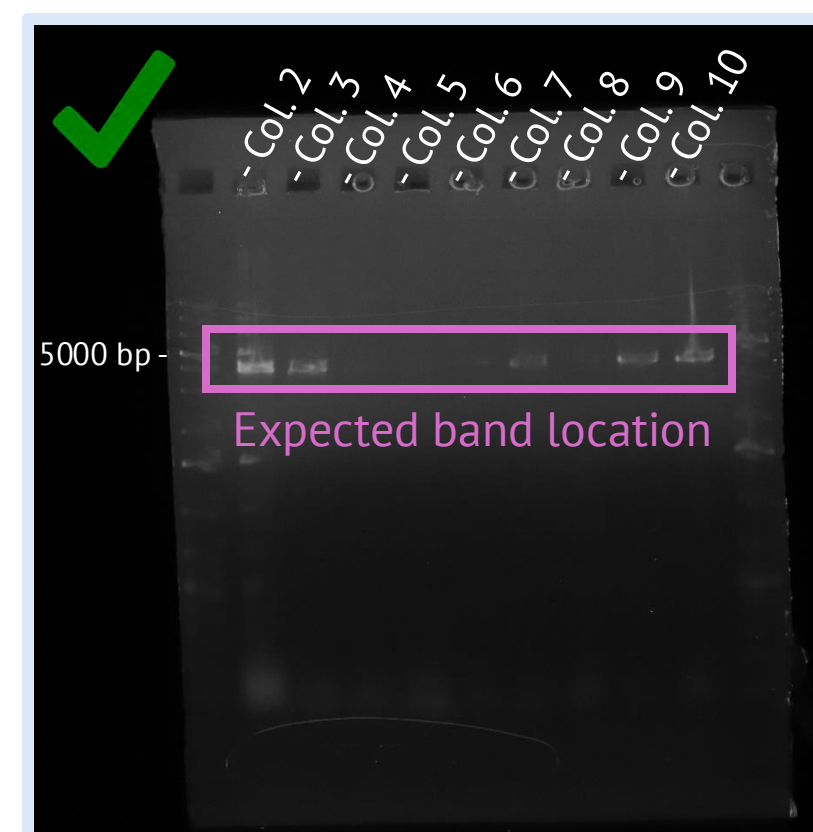 - Col. 2
- Col. 3
- Col. 4
- Col. 5
- Col. 6
- Col. 7
- Col. 8
- Col. 9
- Col. 10
5000 bp -
Expected band location